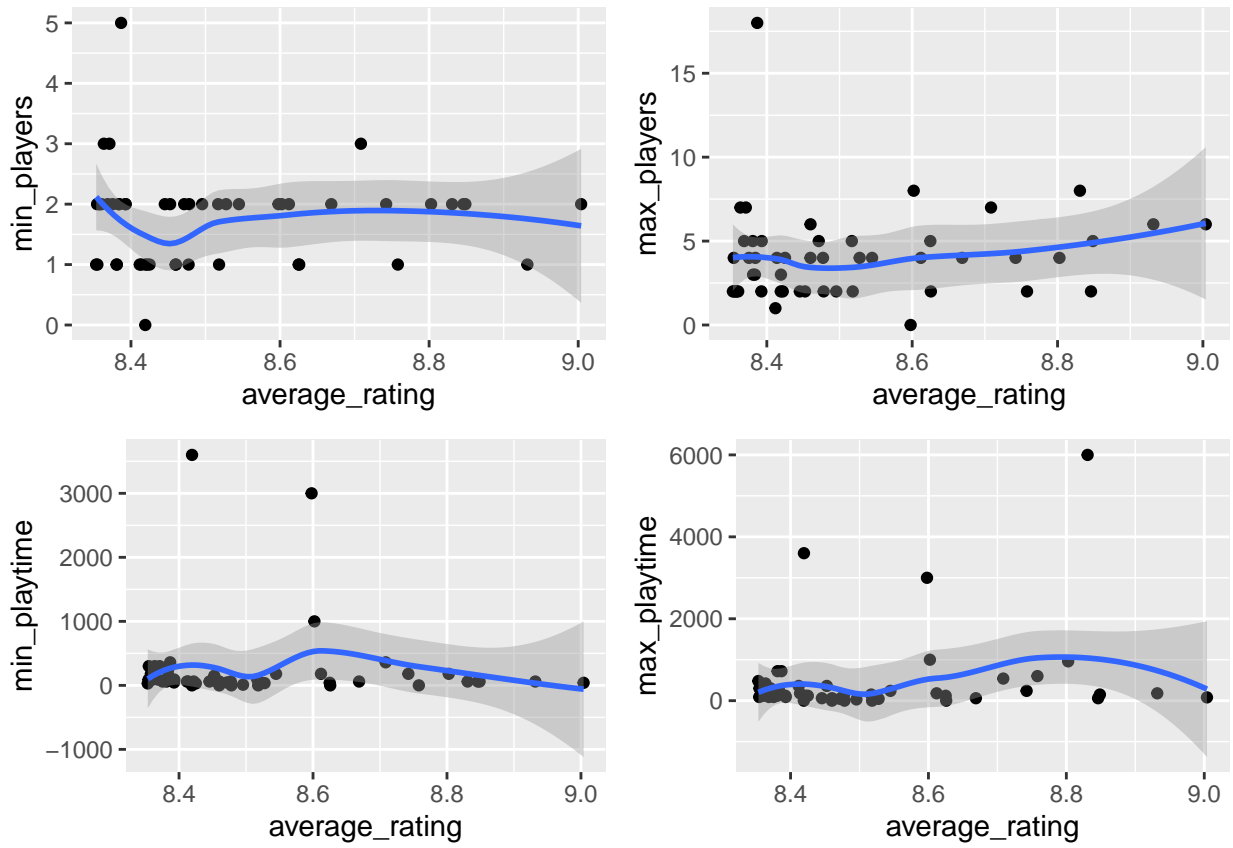 min_players
5
4
3
2
1
0
8.4 8.6 8.8 9.0
average_rating
max_players
15
10
5
0
8.4 8.6 8.8 9.0
average_rating
min_playtime
3000
2000
1000
0
−1000
8.4 8.6 8.8 9.0
average_rating
max_playtime
6000
4000
2000
0
8.4 8.6 8.8 9.0
average_rating